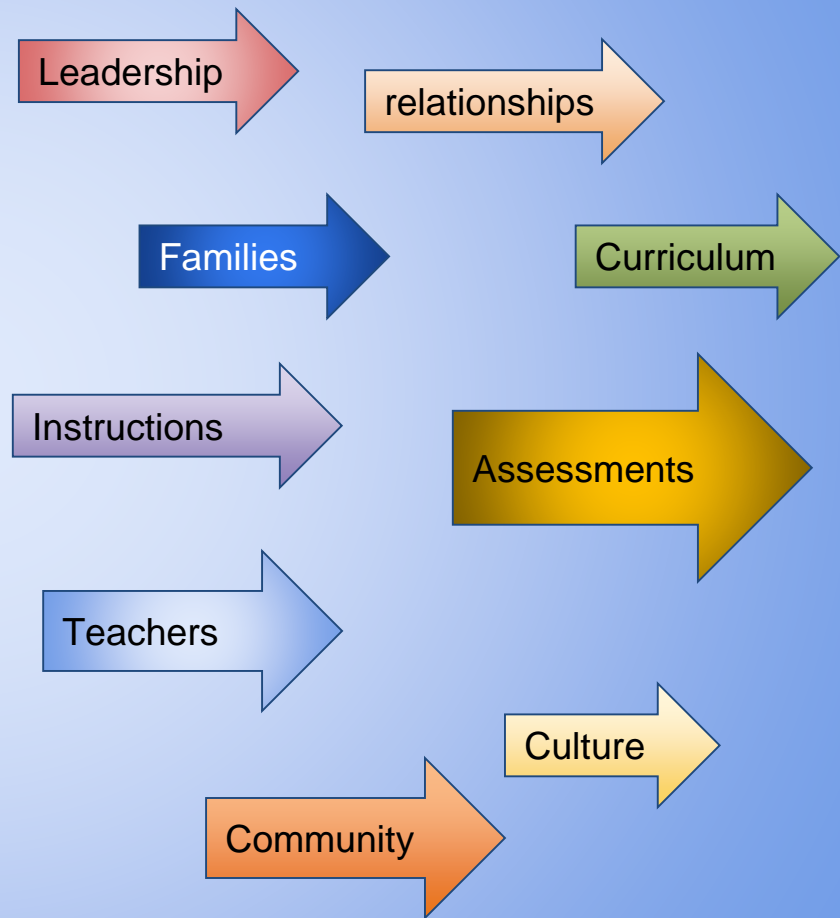 Leadership
relationships
Families
Curriculum
Instructions
Assessments
Teachers
Culture
Community